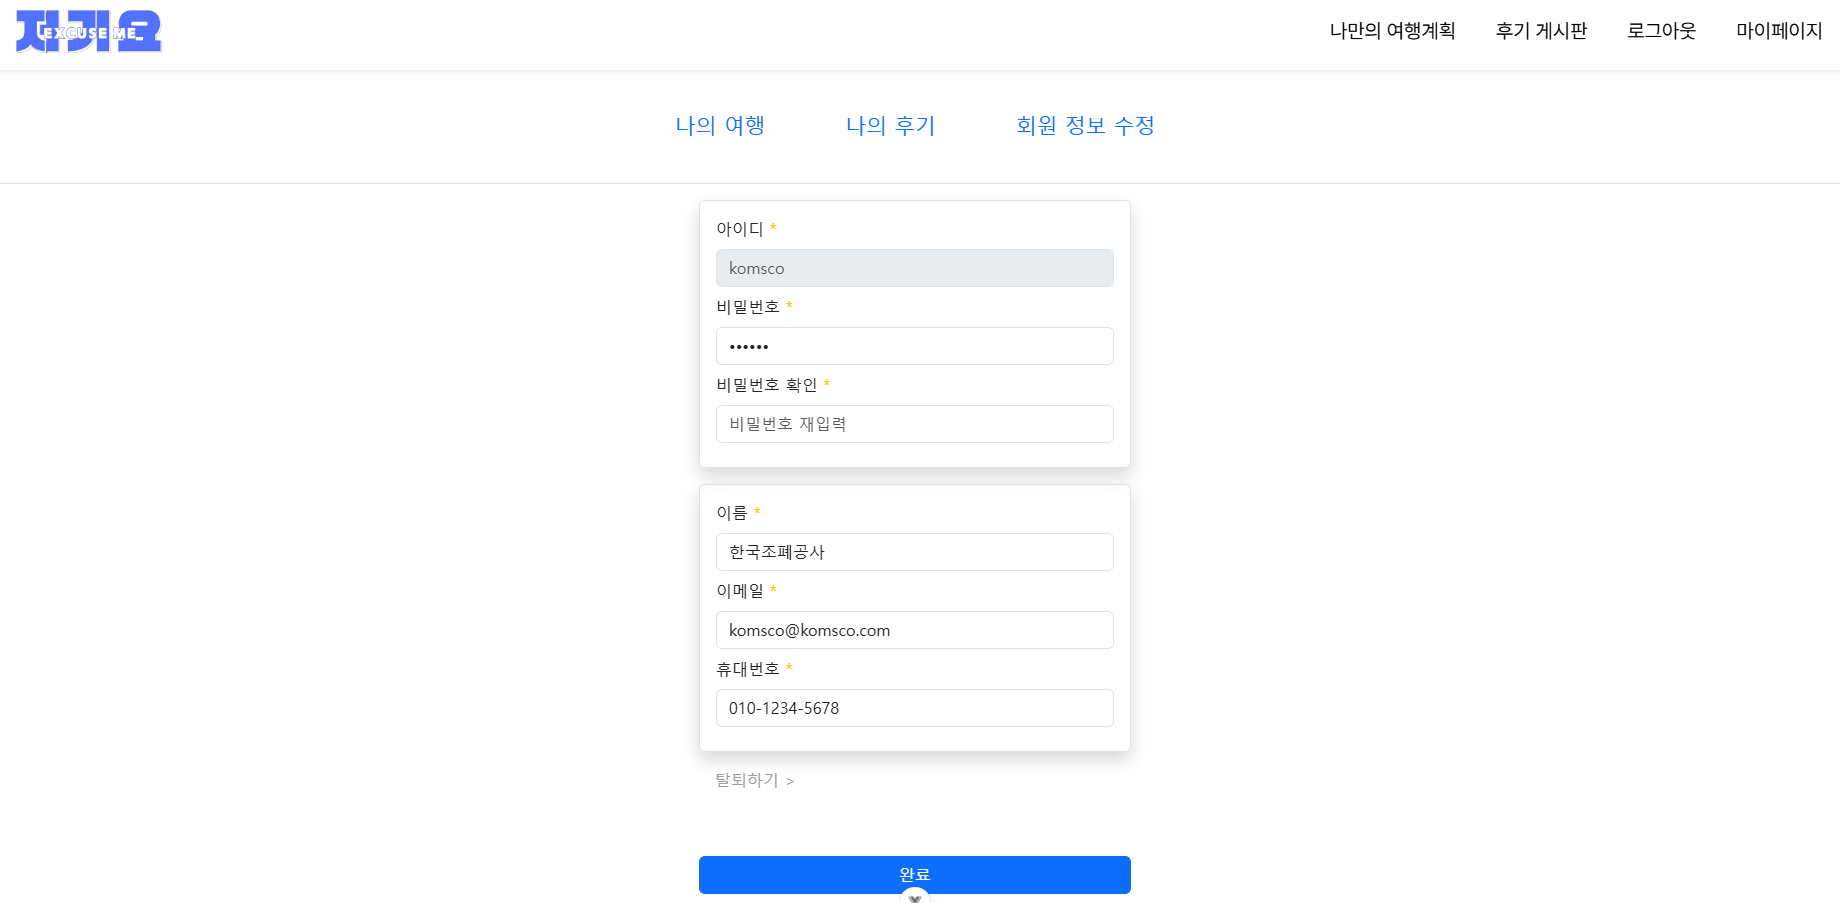 저기요
EXCUSE ME
나만의 여행계획 후기 게시판 로그아웃 마이페이지
나의 여행 나의 후기 회원 정보 수정
아이디 *
komsco
비밀번호 *
••••••
비밀번호 확인 *
비밀번호 재입력
이름 *
한국조폐공사
이메일 *
komsco@komsco.com
휴대번호 *
010-1234-5678
탈퇴하기 >
완료